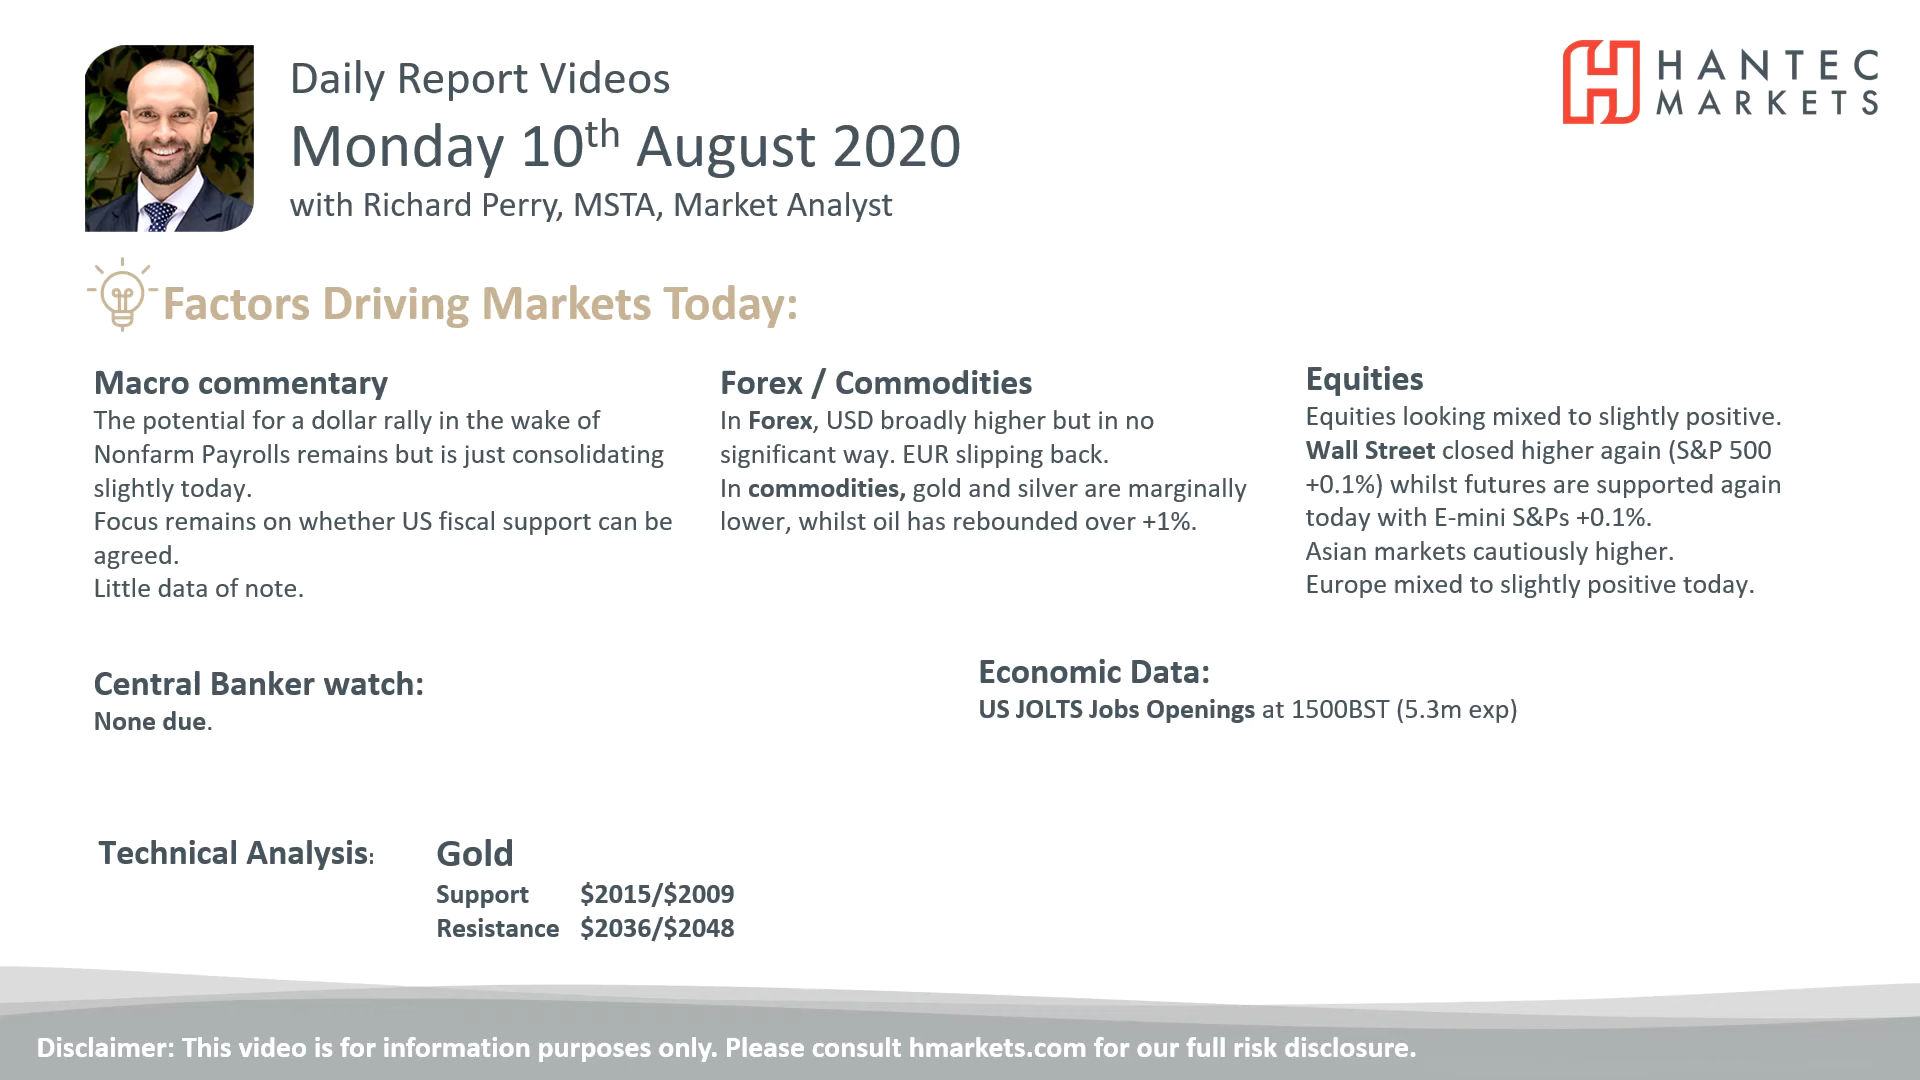 Daily Report Videos
Monday 10th August 2020
with Richard Perry, MSTA, Market Analyst
HANTEC
MARKETS
Factors Driving Markets Today:
Macro commentary
The potential for a dollar rally in the wake of
Nonfarm Payrolls remains but is just consolidating
slightly today.
Focus remains on whether US fiscal support can be
agreed.
Little data of note.
Forex / Commodities
In Forex, USD broadly higher but in no
significant way. EUR slipping back.
In commodities, gold and silver are marginally
lower, whilst oil has rebounded over +1%.
Equities
Equities looking mixed to slightly positive.
Wall Street closed higher again (S&P 500
+0.1%) whilst futures are supported again
today with E-mini S&Ps +0.1%.
Asian markets cautiously higher.
Europe mixed to slightly positive today.
Central Banker watch:
None due.
Economic Data:
US JOLTS Jobs Openings at 1500BST (5.3m exp)
Technical Analysis:
Gold
Support $2015/$2009
Resistance $2036/$2048
Disclaimer: This video is for information purposes only. Please consult hmarkets.com for our full risk disclosure.